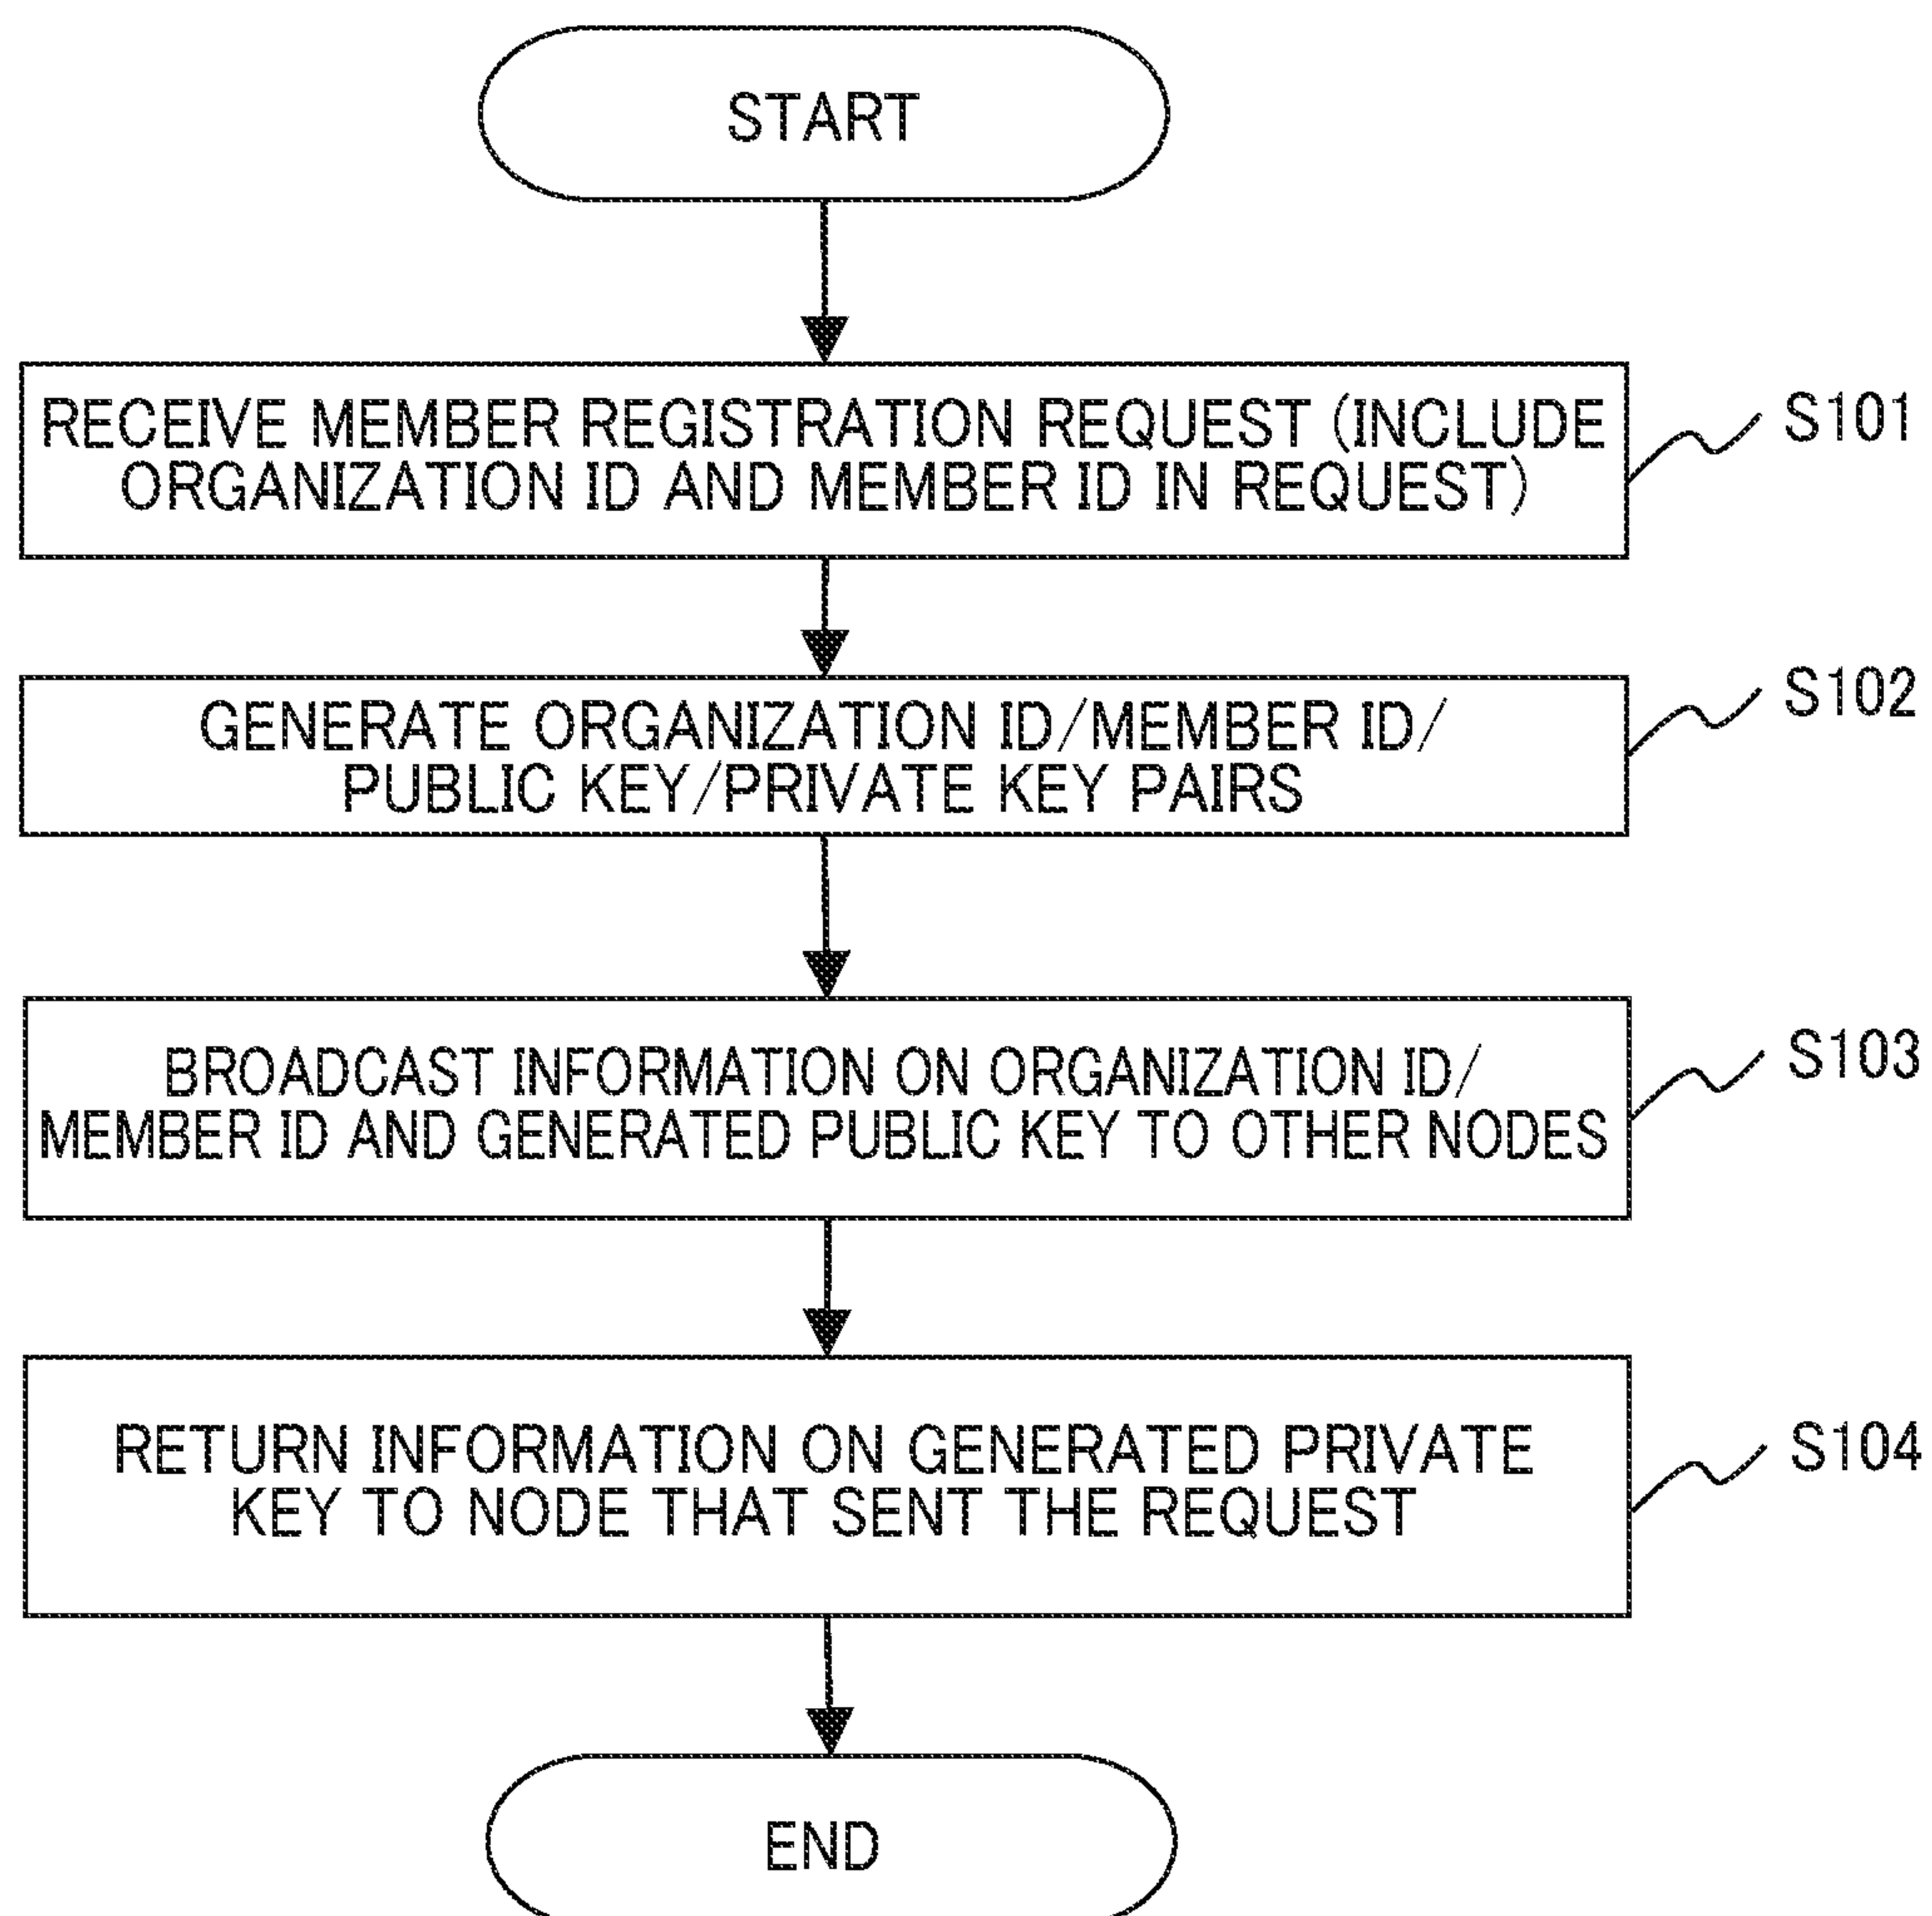 START
RECEIVE MEMBER REGISTRATION REQUEST (INCLUDE
ORGANIZATION ID AND MEMBER ID IN REQUEST)
S101
GENERATE ORGANIZATION ID/MEMBER ID/
PUBLIC KEY/PRIVATE KEY PAIRS
S102
BROADCAST INFORMATION ON ORGANIZATION ID/
MEMBER ID AND GENERATED PUBLIC KEY TO OTHER NODES
S103
RETURN INFORMATION ON GENERATED PRIVATE
KEY TO NODE THAT SENT THE REQUEST
S104
END